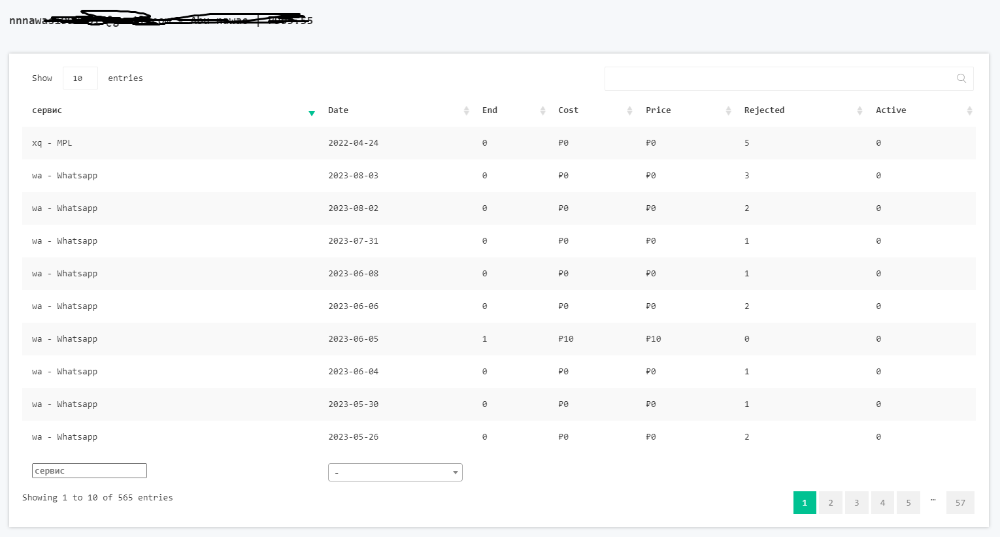 Show 10 entries
сервис Date End Cost Price Rejected Active
xq - MPL 2022-04-24 0 ₽0 ₽0 5 0
wa - Whatsapp 2023-08-03 0 ₽0 ₽0 3 0
wa - Whatsapp 2023-08-02 0 ₽0 ₽0 2 0
wa - Whatsapp 2023-07-31 0 ₽0 ₽0 1 0
wa - Whatsapp 2023-06-08 0 ₽0 ₽0 1 0
wa - Whatsapp 2023-06-06 0 ₽0 ₽0 2 0
wa - Whatsapp 2023-06-05 1 ₽10 ₽10 0 0
wa - Whatsapp 2023-06-04 0 ₽0 ₽0 1 0
wa - Whatsapp 2023-05-30 0 ₽0 ₽0 1 0
wa - Whatsapp 2023-05-26 0 ₽0 ₽0 2 0
сервис -
Showing 1 to 10 of 565 entries 1 2 3 4 5 … 57